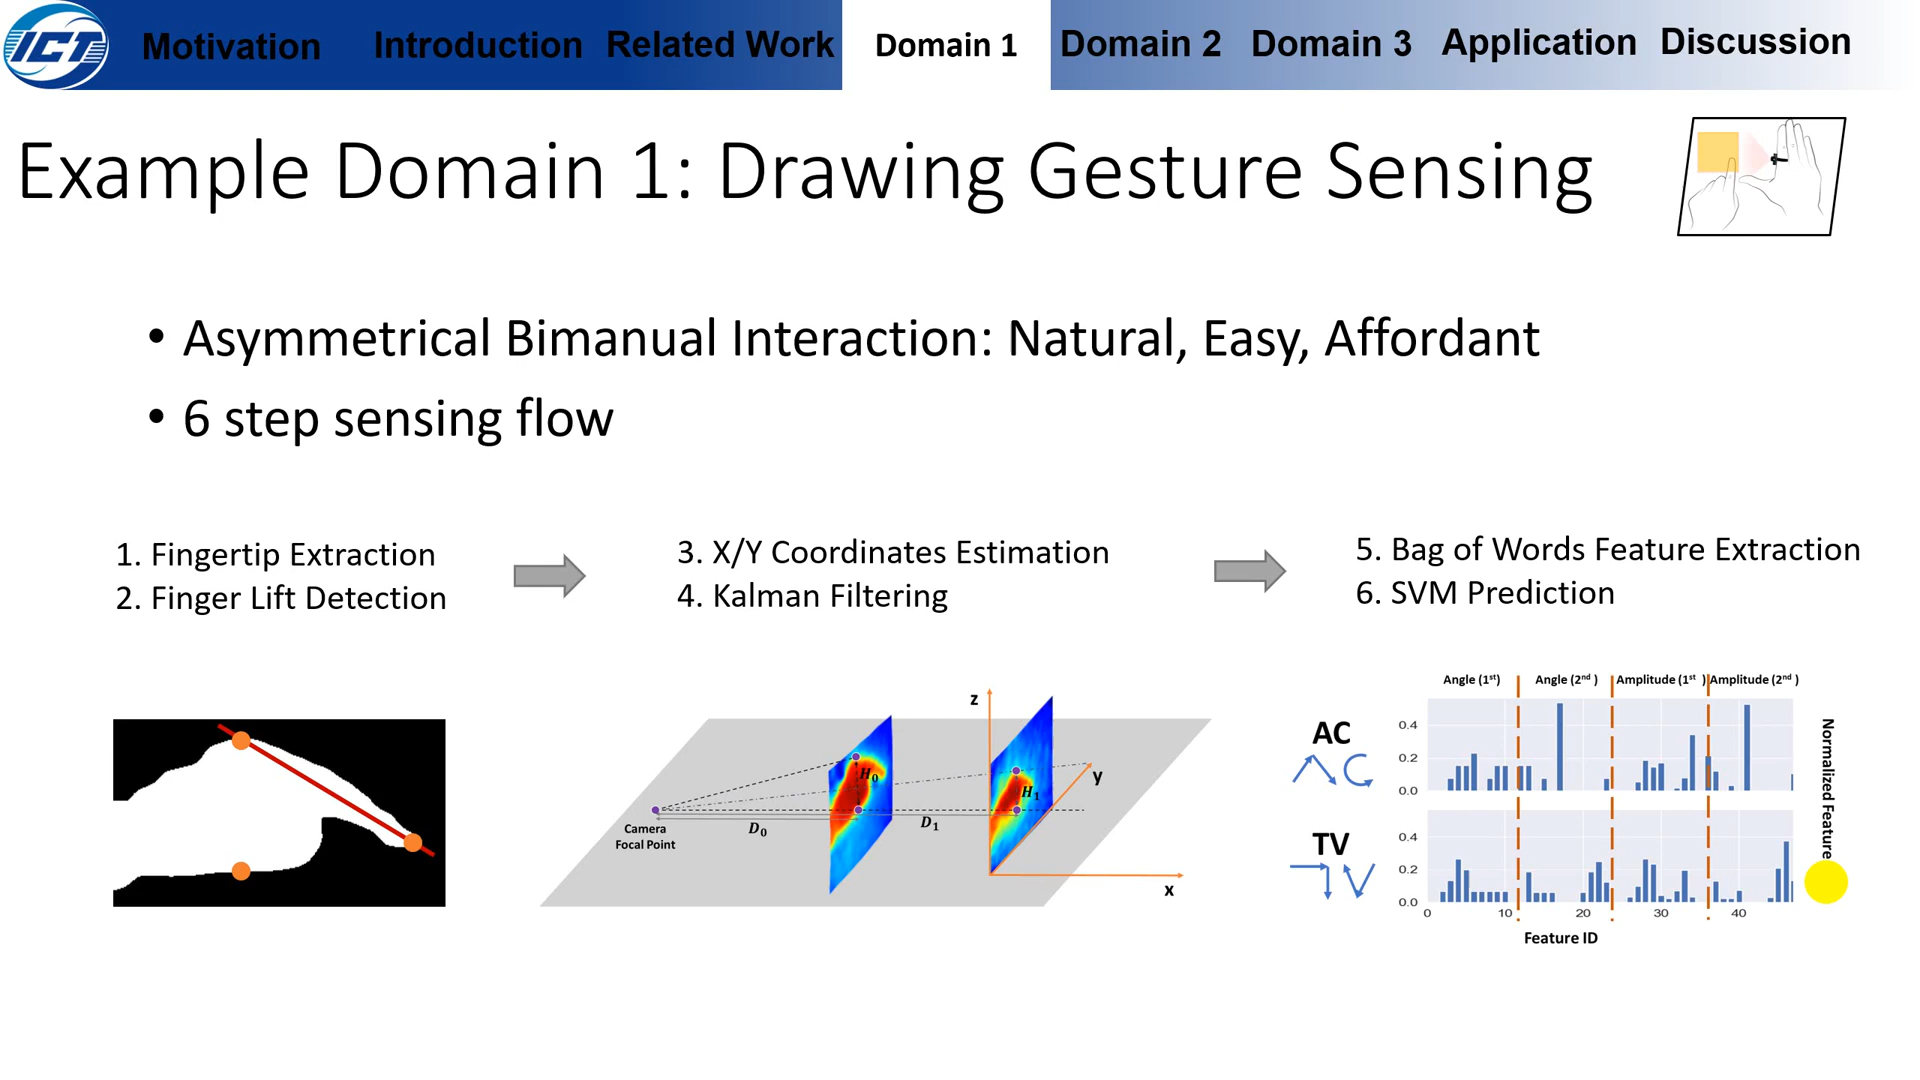 ICT
Motivation Introduction Related Work Domain 1 Domain 2 Domain 3 Application Discussion
Example Domain 1: Drawing Gesture Sensing
• Asymmetrical Bimanual Interaction: Natural, Easy, Affordant
• 6 step sensing flow
1. Fingertip Extraction
2. Finger Lift Detection
3. X/Y Coordinates Estimation
4. Kalman Filtering
5. Bag of Words Feature Extraction
6. SVM Prediction
z
H0
H1
y
D0
D1
Camera
Focal Point
x
Angle (1st) Angle (2nd ) Amplitude (1st ) Amplitude (2nd )
AC
0.4
0.2
0.0
TV
0.4
0.2
0.0
0 10 20 30 40
Feature ID
Normalized Feature